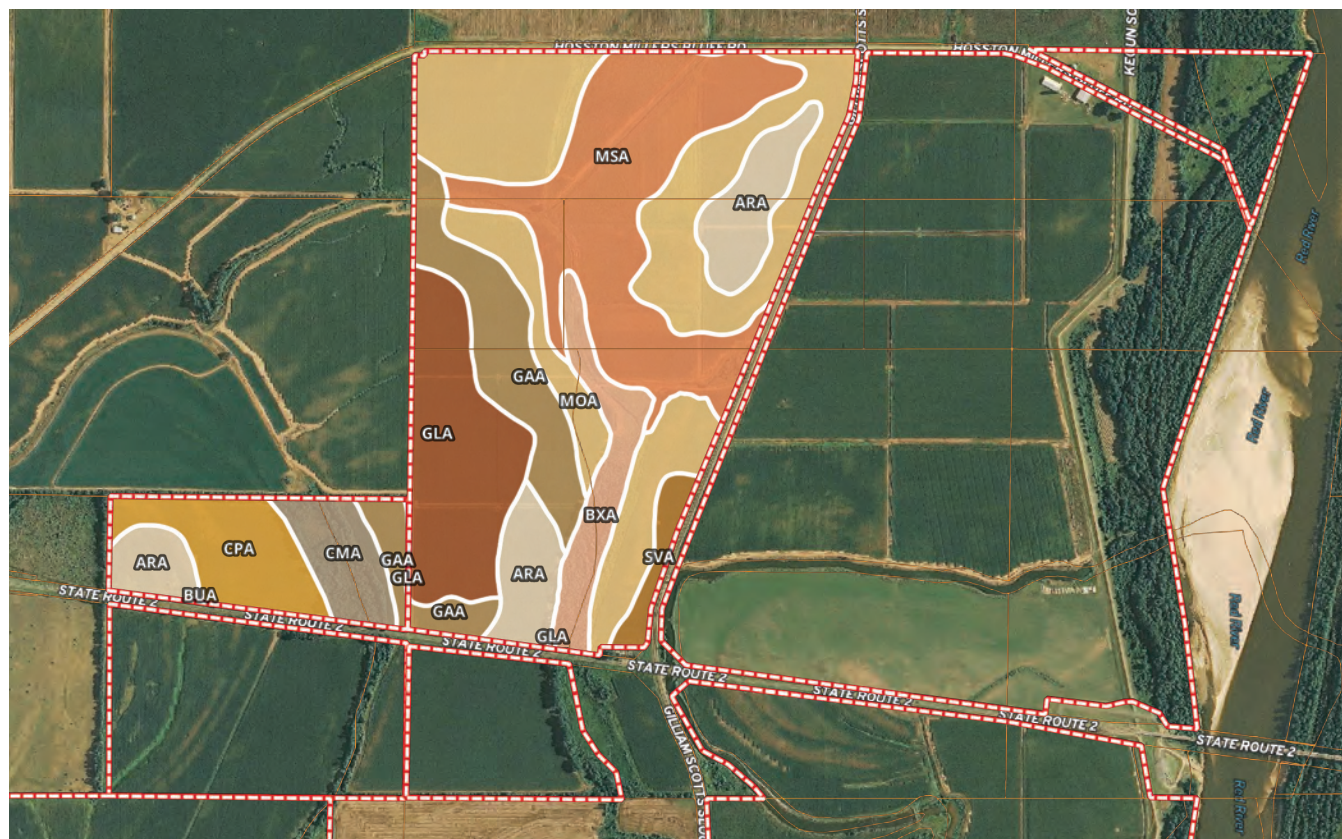 HOSSTON MILLERS BLUFF RD
MSA
ARA
Red River
GAA
MOA
GLA
Red River
BXA
CPA
CMA
SVA
ARA
GAA
GLA
ARA
BUA
STATE ROUTE 2
STATE ROUTE 2
GAA
GLA
STATE ROUTE 2
Red River
STATE ROUTE 2
STATE ROUTE 2
STATE ROUTE 2
STATE ROUTE 2
GILLIAM SCOTTS SLOU